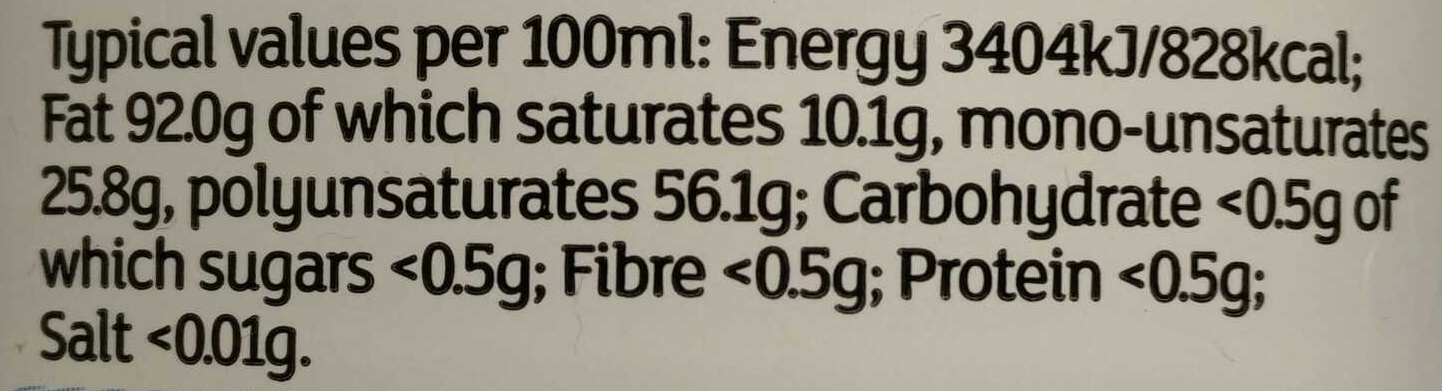 Typical values per 100ml: Energy 3404kJ/828kcal;
Fat 92.0g of which saturates 10.1g, mono-unsaturates
25.8g, polyunsaturates 56.1g; Carbohydrate <0.5g of
which sugars <0.5g; Fibre <0.5g; Protein <0.5g;
Salt <0.01g.